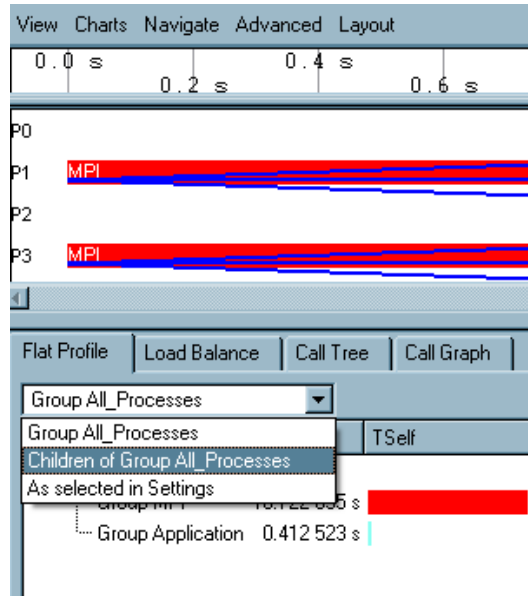 View Charts Navigate Advanced Layout
0.0 s 0.4 s
0.2 s 0.6 s
P0
P1 MPI
P2
P3 MPI
Flat Profile Load Balance Call Tree Call Graph
Group All_Processes
Group All_Processes TSelf
Children of Group All_Processes
As selected in Settings
Group Application 0.412 523 s